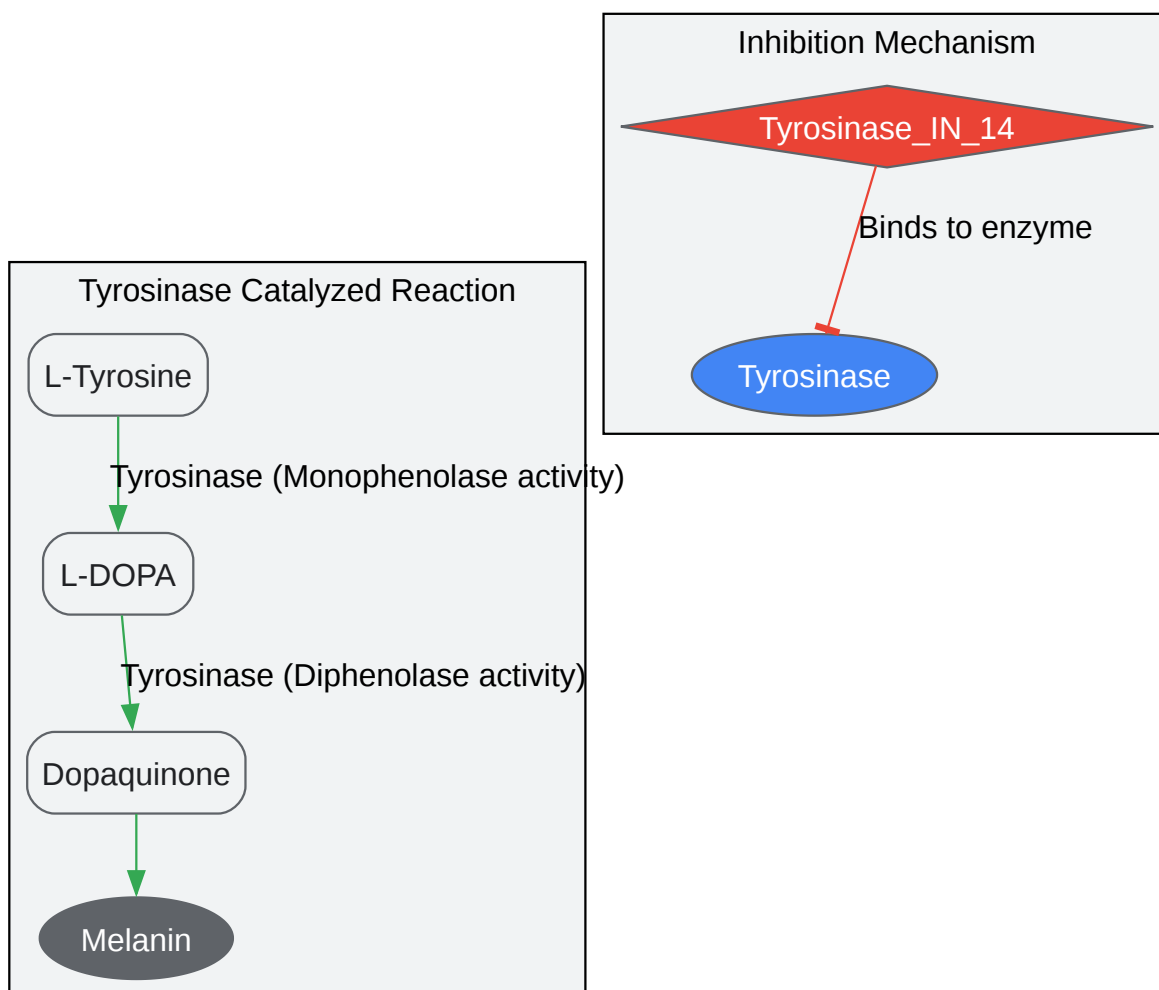 Inhibition Mechanism
Tyrosinase_IN_14
Binds to enzyme
Tyrosinase
Tyrosinase Catalyzed Reaction
L-Tyrosine
Tyrosinase (Monophenolase activity)
L-DOPA
Tyrosinase (Diphenolase activity)
Dopaquinone
Melanin